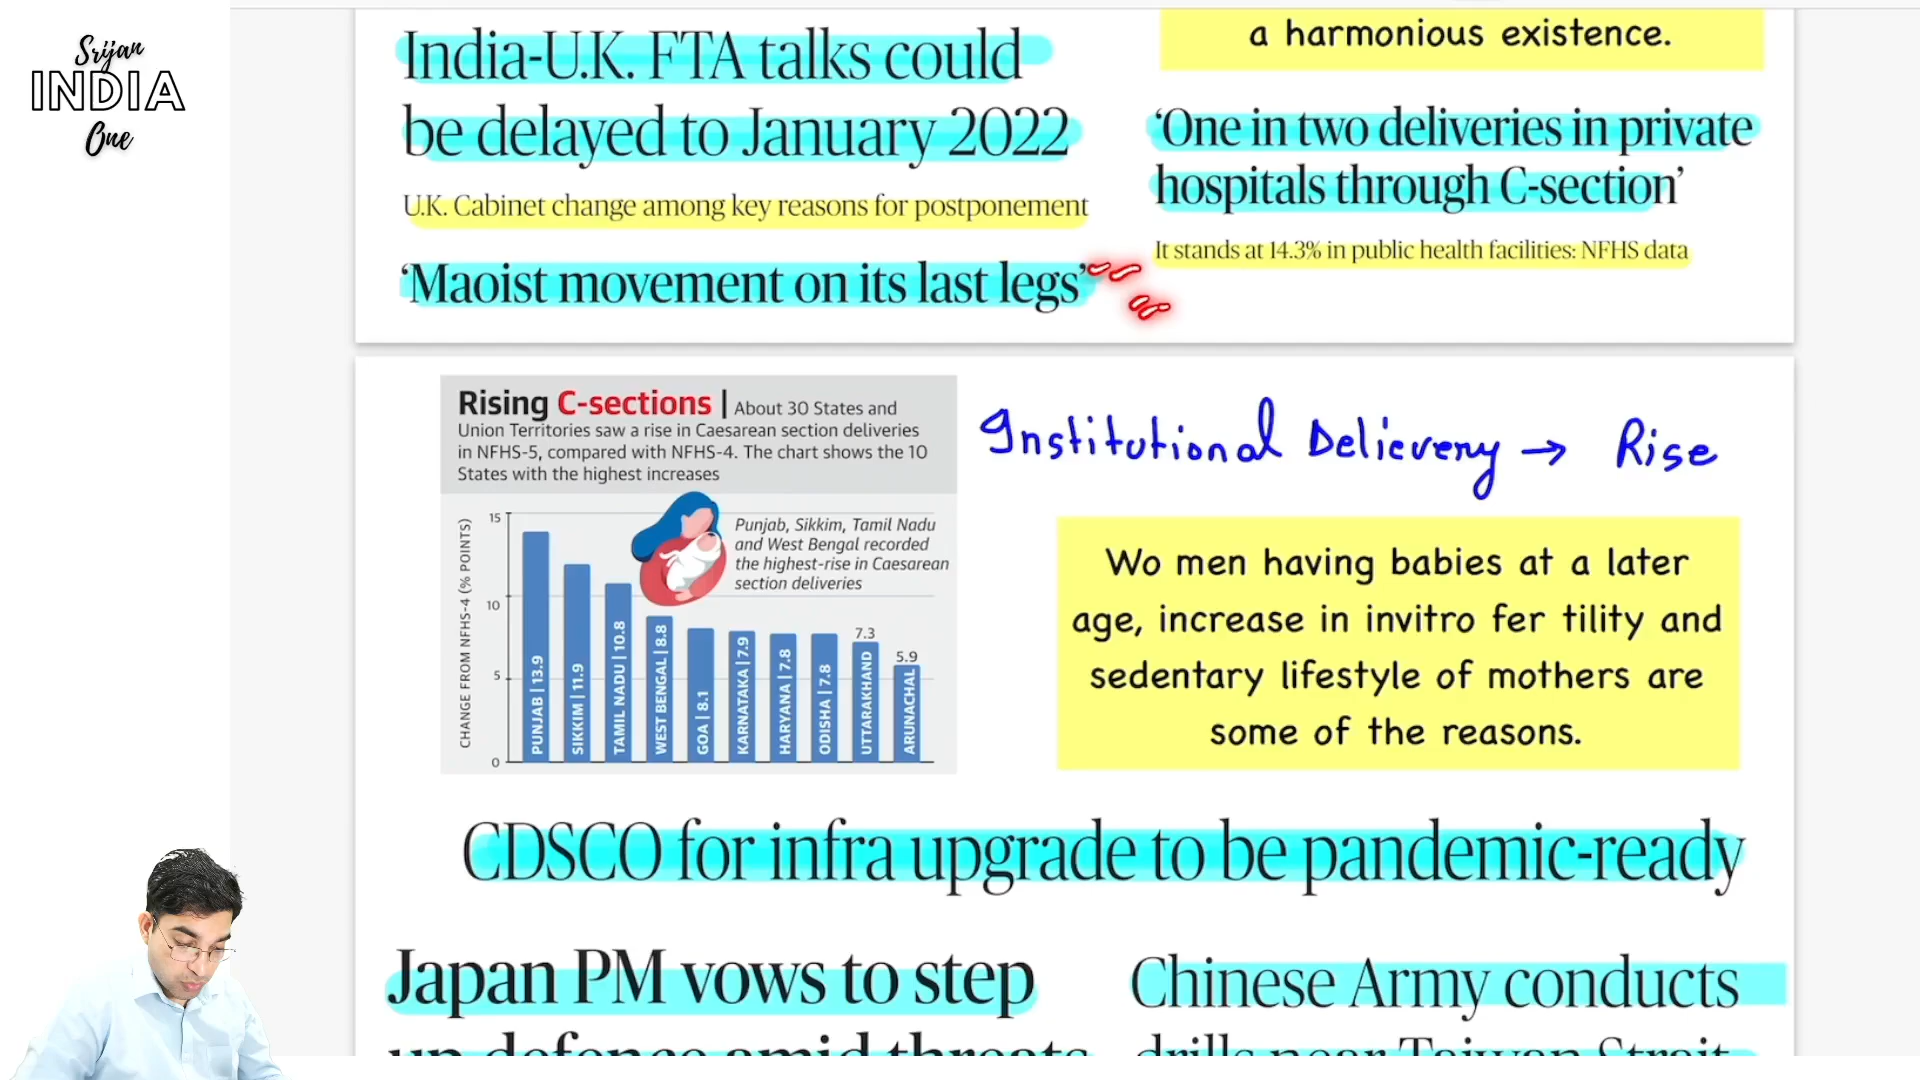 Srijan
INDIA
One
India-U.K. FTA talks could
be delayed to January 2022
U.K. Cabinet change among key reasons for postponement
'Maoist movement on its last legs'
a harmonious existence.
'One in two deliveries in private
hospitals through C-section'
It stands at 14.3% in public health facilities: NFHS data
Rising C-sections | About 30 States and
Union Territories saw a rise in Caesarean section deliveries
in NFHS-5, compared with NFHS-4. The chart shows the 10
States with the highest increases
CHANGE FROM NFHS-4 (% POINTS)
15
10
5
0
Punjab, Sikkim, Tamil Nadu
and West Bengal recorded
the highest-rise in Caesarean
section deliveries
PUNJAB | 13.9
SIKKIM | 11.9
TAMIL NADU | 10.8
WEST BENGAL | 8.8
GOA | 8.1
KARNATAKA | 7.9
HARYANA | 7.8
ODISHA | 7.8
7.3
UTTARAKHAND
5.9
ARUNACHAL
Institutional Delievery → Rise
Wo men having babies at a later
age, increase in invitro fer tility and
sedentary lifestyle of mothers are
some of the reasons.
CDSCO for infra upgrade to be pandemic-ready
Japan PM vows to step
up defence amid threats
Chinese Army conducts
drills near Taiwan Strait